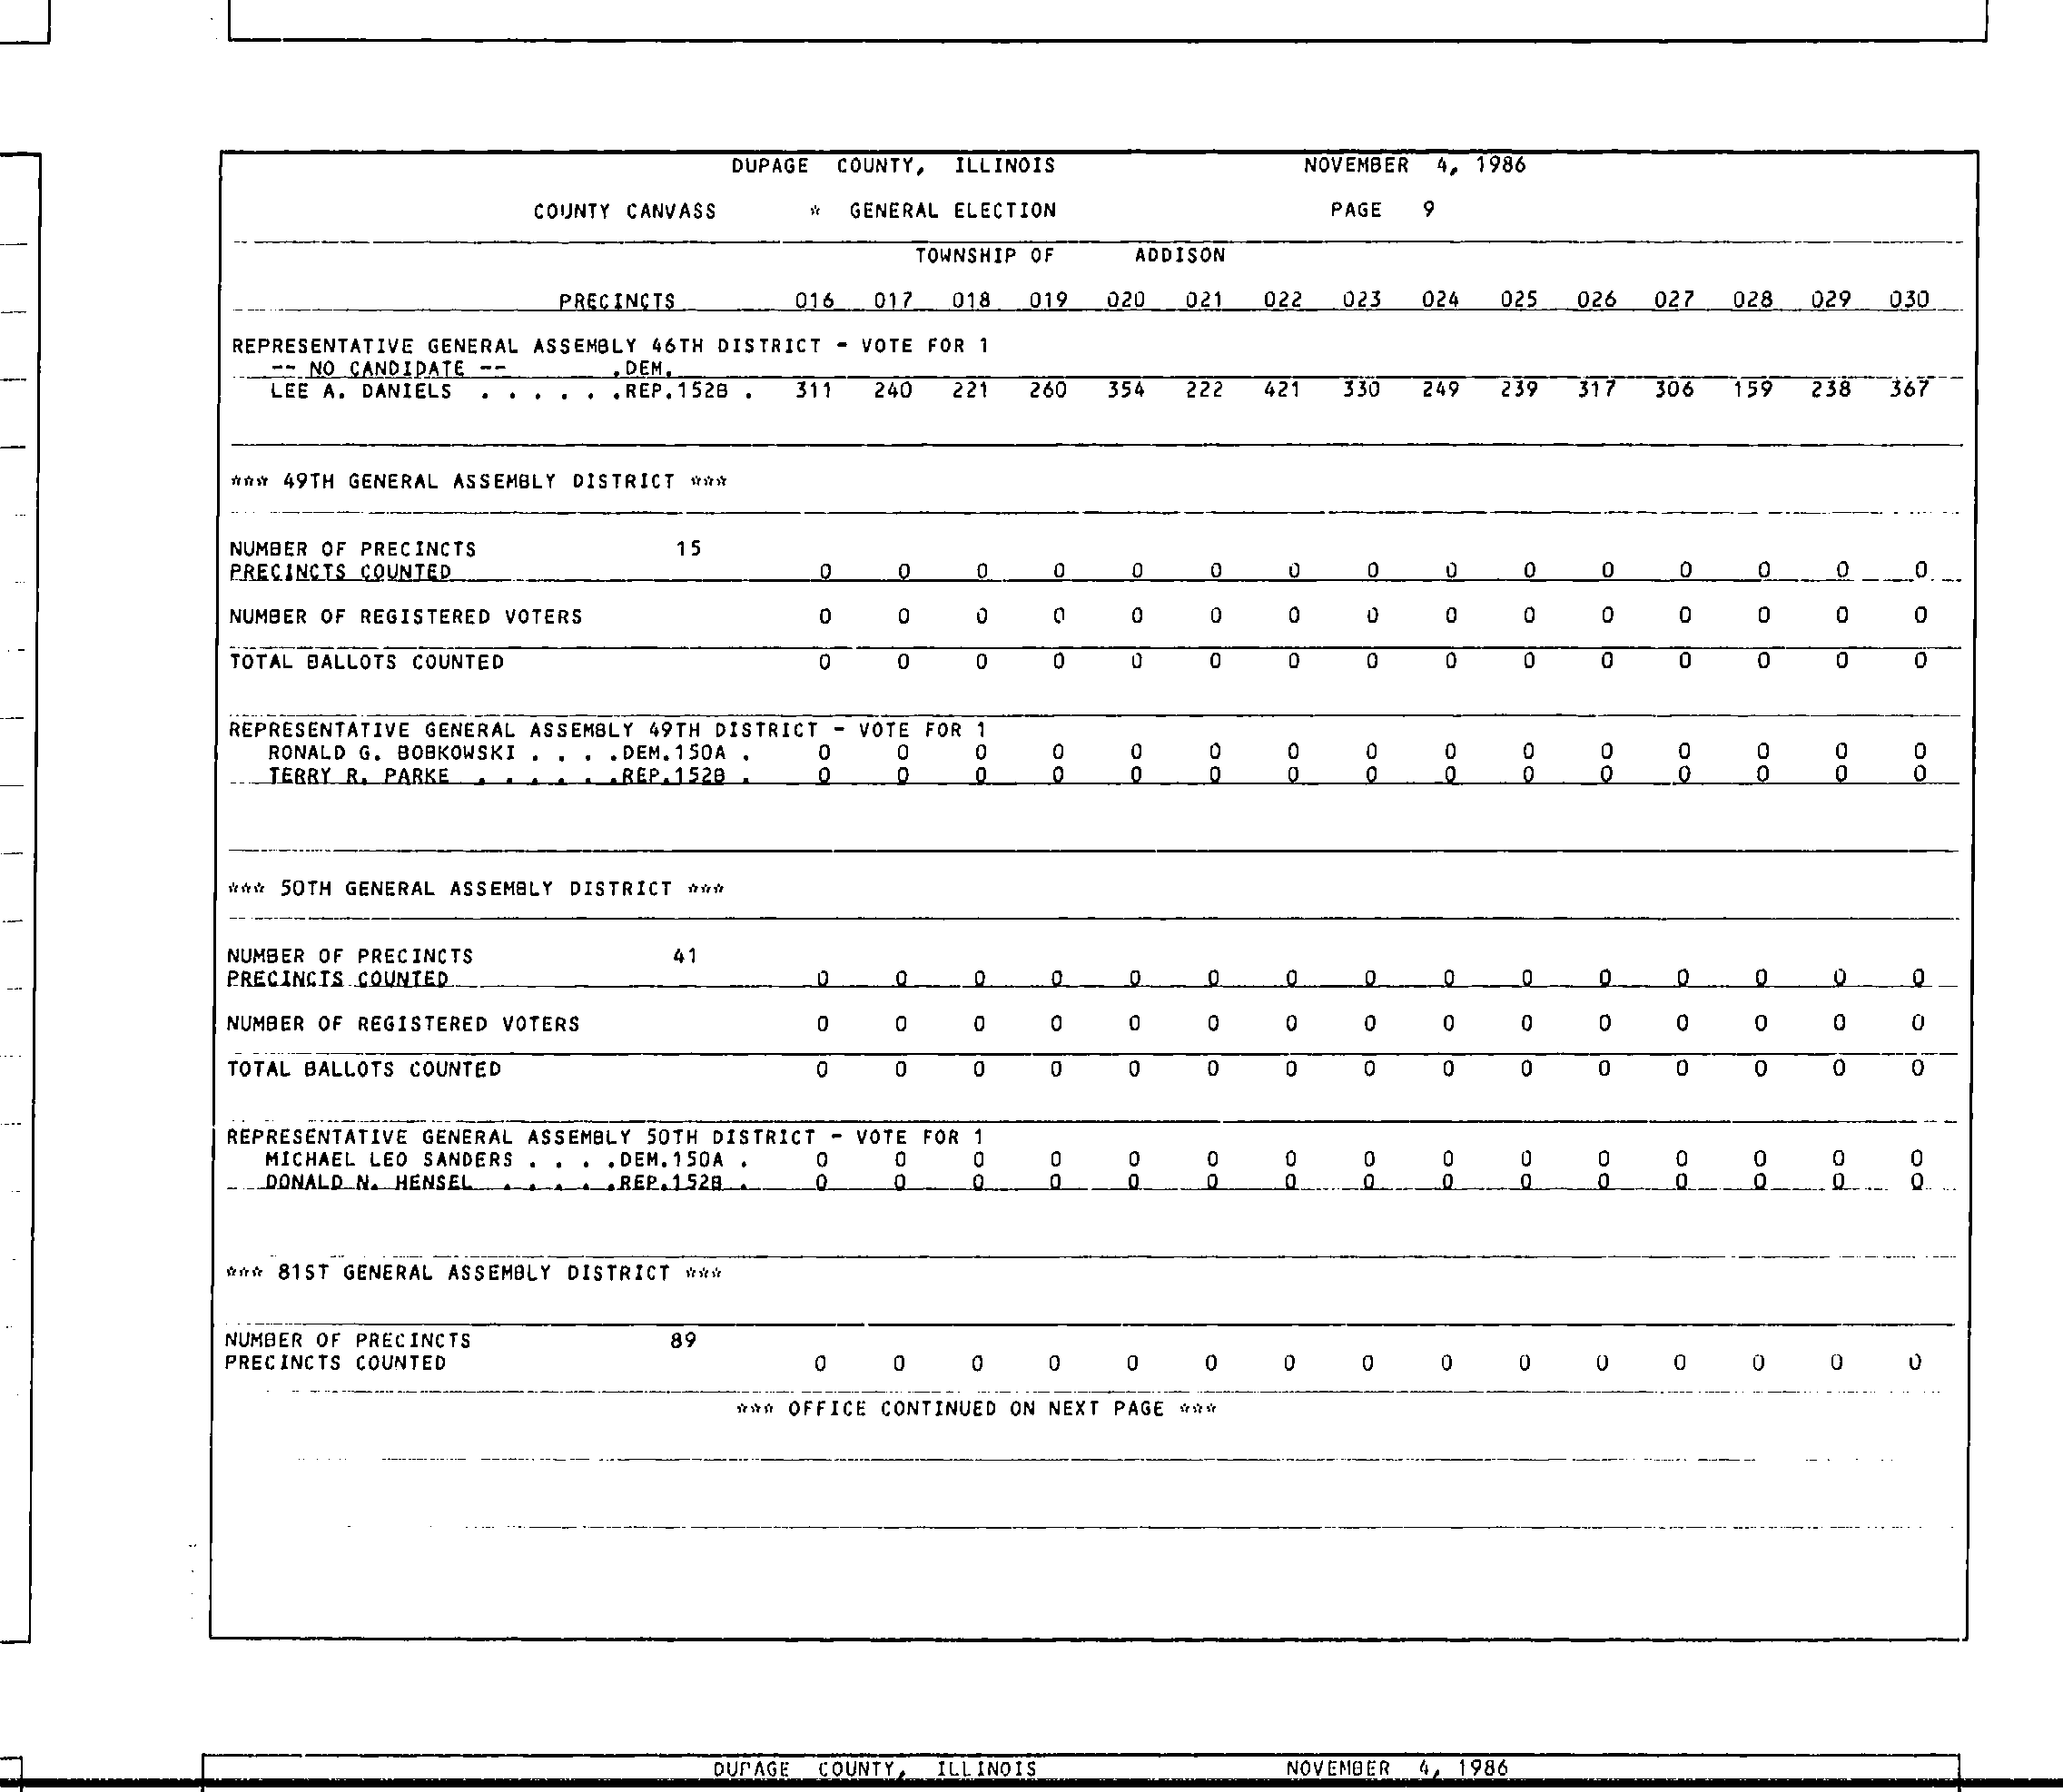 DUPAGE COUNTY, ILLINOIS NOVEMBER 4, 1986
COUNTY CANVASS * GENERAL ELECTION PAGE 9
TOWNSHIP OF ADDISON
PRECINCTS 016 017 018 019 020 021 022 023 024 025 026 027 028 029 030
REPRESENTATIVE GENERAL ASSEMBLY 46TH DISTRICT - VOTE FOR 1
-- NO CANDIDATE -- .DEM.
LEE A. DANIELS . . . . . .REP.152B . 311 240 221 260 354 222 421 330 249 239 317 306 159 238 367
*** 49TH GENERAL ASSEMBLY DISTRICT ***
NUMBER OF PRECINCTS 15
PRECINCTS COUNTED 0 0 0 0 0 0 0 0 0 0 0 0 0 0 0
NUMBER OF REGISTERED VOTERS 0 0 0 0 0 0 0 0 0 0 0 0 0 0 0
TOTAL BALLOTS COUNTED 0 0 0 0 0 0 0 0 0 0 0 0 0 0 0
REPRESENTATIVE GENERAL ASSEMBLY 49TH DISTRICT - VOTE FOR 1
RONALD G. BOBKOWSKI . . . .DEM.150A . 0 0 0 0 0 0 0 0 0 0 0 0 0 0 0
TERRY R. PARKE . . . . . .REP.152B . 0 0 0 0 0 0 0 0 0 0 0 0 0 0 0
*** 50TH GENERAL ASSEMBLY DISTRICT ***
NUMBER OF PRECINCTS 41
PRECINCTS COUNTED 0 0 0 0 0 0 0 0 0 0 0 0 0 0 0
NUMBER OF REGISTERED VOTERS 0 0 0 0 0 0 0 0 0 0 0 0 0 0 0
TOTAL BALLOTS COUNTED 0 0 0 0 0 0 0 0 0 0 0 0 0 0 0
REPRESENTATIVE GENERAL ASSEMBLY 50TH DISTRICT - VOTE FOR 1
MICHAEL LEO SANDERS . . . .DEM.150A . 0 0 0 0 0 0 0 0 0 0 0 0 0 0 0
DONALD N. HENSEL . . . . .REP.152B . 0 0 0 0 0 0 0 0 0 0 0 0 0 0 0
*** 81ST GENERAL ASSEMBLY DISTRICT ***
NUMBER OF PRECINCTS 89
PRECINCTS COUNTED 0 0 0 0 0 0 0 0 0 0 0 0 0 0 0
*** OFFICE CONTINUED ON NEXT PAGE ***
DUPAGE COUNTY, ILLINOIS NOVEMBER 4, 1986